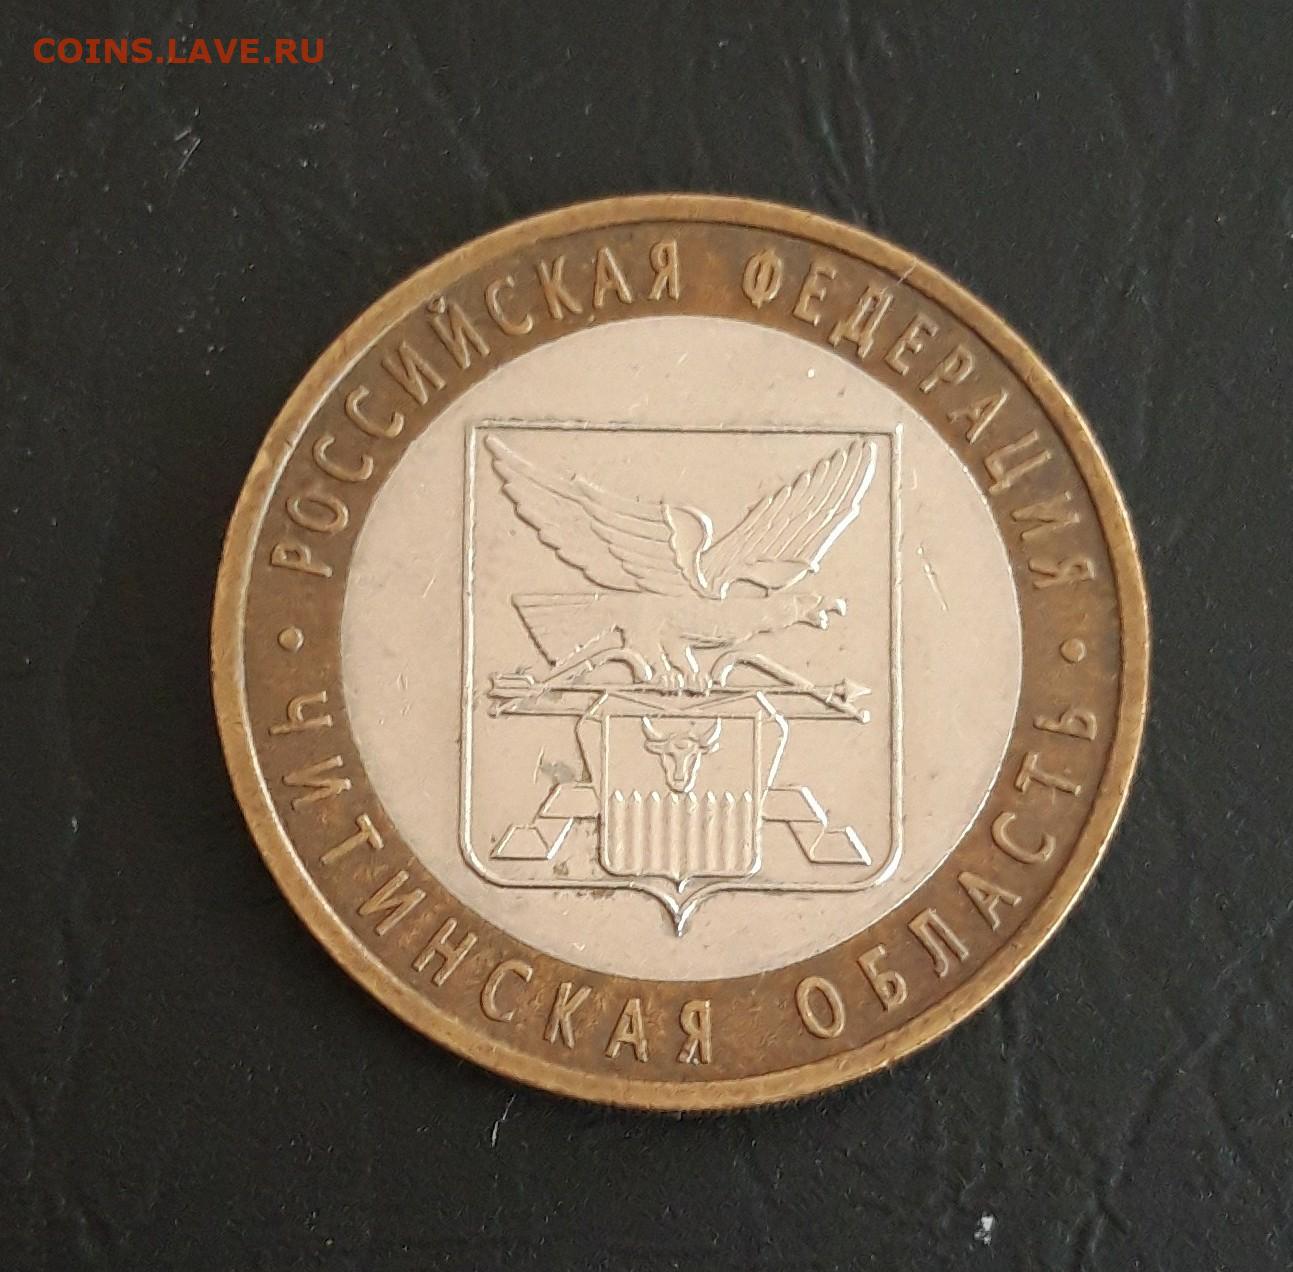 COINS.LAVE.RU
РОССИЙСКАЯ ФЕДЕРАЦИЯ
• ЧИТИНСКАЯ ОБЛАСТЬ •